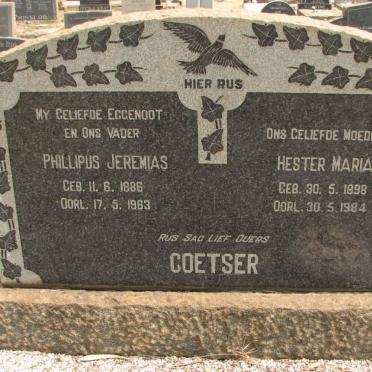 HIER RUS
MY GELIEFDE EGGENOOT
EN ONS VADER
PHILLIPUS JEREMIAS
GEB. 11. 6. 1886
OORL. 17. 5. 1963
ONS GELIEFDE MOED
HESTER MARIA
GEB. 30. 5. 1898
OORL. 30. 5. 1984
RUS SAG LIEF OUERS
COETSER